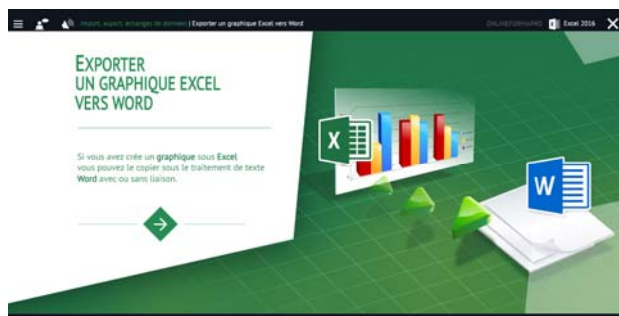 Import, export, échanges de données | Exporter un graphique Excel vers Word
ONLINEFORMAPRO
Excel 2016
EXPORTER
UN GRAPHIQUE EXCEL
VERS WORD
Si vous avez crée un graphique sous Excel
vous pouvez le copier sous le traitement de texte
Word avec ou sans liaison.
X
W